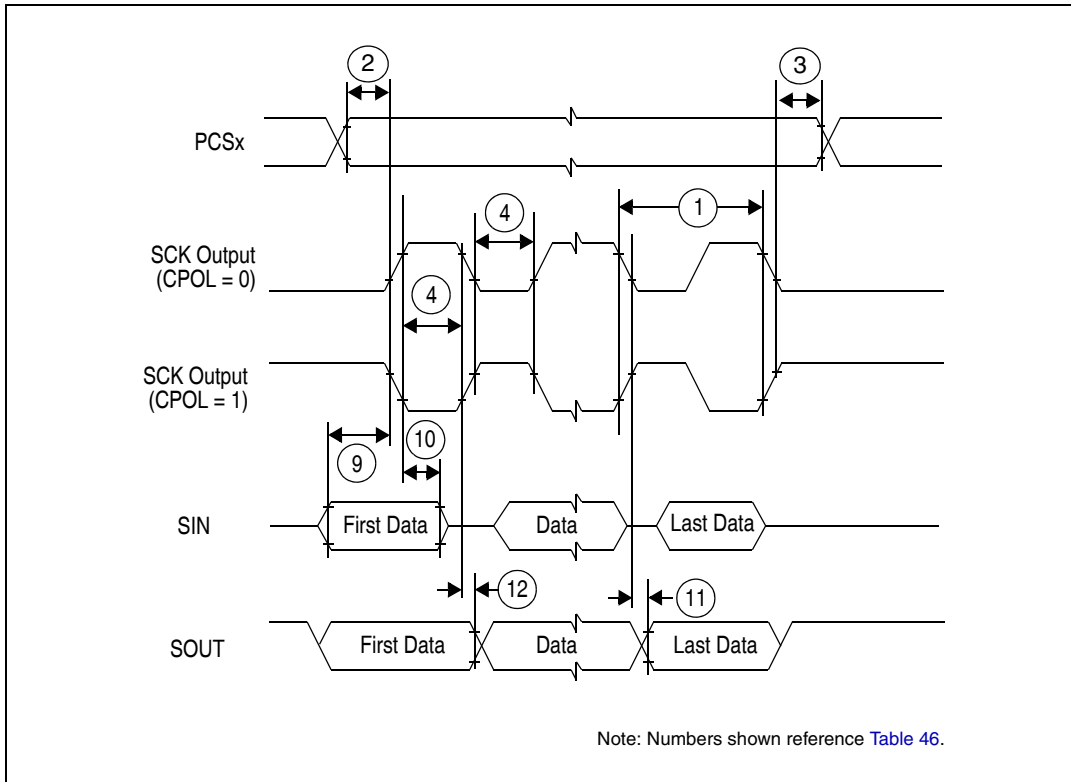 2
3
PCSx
1
4
SCK Output
(CPOL = 0)
4
SCK Output
(CPOL = 1)
9
10
SIN
First Data
Data
Last Data
12
11
SOUT
First Data
Data
Last Data
Note: Numbers shown reference Table 46.